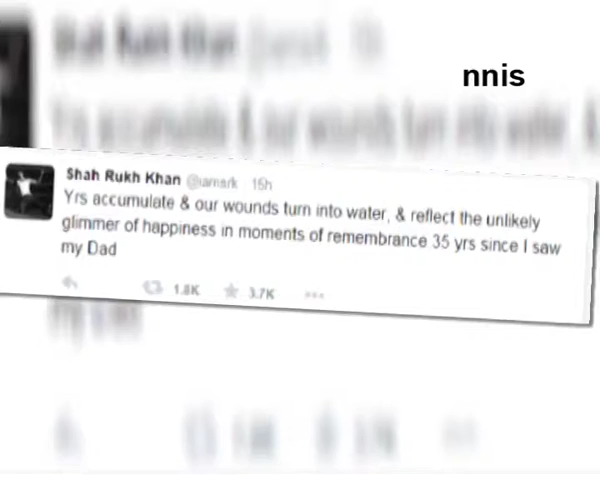 nnis
Shah Rukh Khan @iamsrk 15h
Yrs accumulate & our wounds turn into water, & reflect the unlikely
glimmer of happiness in moments of remembrance 35 yrs since I saw
my Dad
1.8K 3.7K